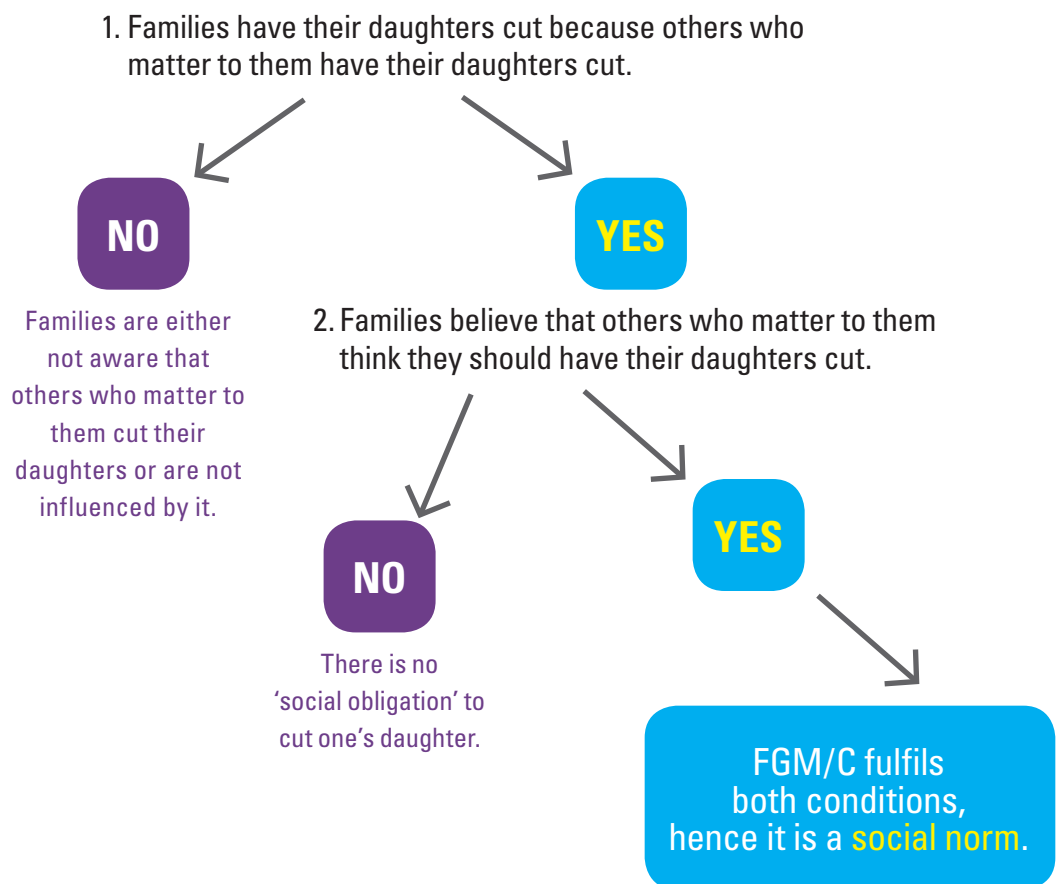 1. Families have their daughters cut because others who
matter to them have their daughters cut.
NO
YES
Families are either
not aware that
others who matter to
them cut their
daughters or are not
influenced by it.
2. Families believe that others who matter to them
think they should have their daughters cut.
NO
YES
There is no
‘social obligation’ to
cut one’s daughter.
FGM/C fulfils
both conditions,
hence it is a social norm.